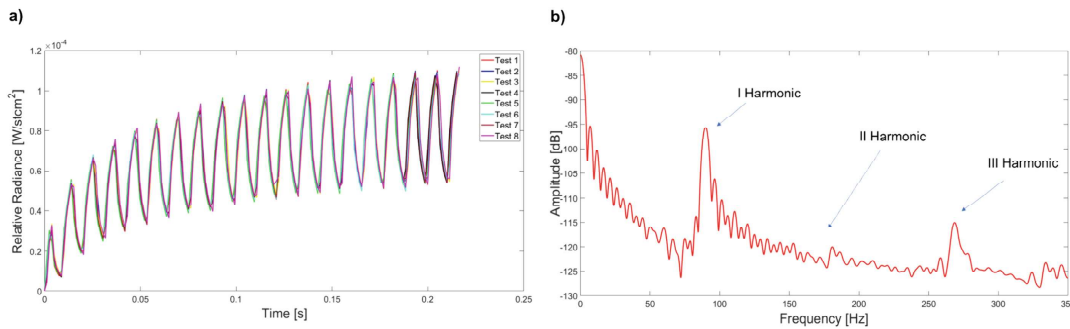 a)
×10⁻⁴
1.2
1
0.8
0.6
0.4
0.2
0
Relative Radiance [W/s/cm²]
0 0.05 0.1 0.15 0.2 0.25
Time [s]
Test 1
Test 2
Test 3
Test 4
Test 5
Test 6
Test 7
Test 8
b)
-80
-85
-90
-95
-100
-105
-110
-115
-120
-125
-130
Amplitude [dB]
I Harmonic
II Harmonic
III Harmonic
0 50 100 150 200 250 300 350
Frequency [Hz]